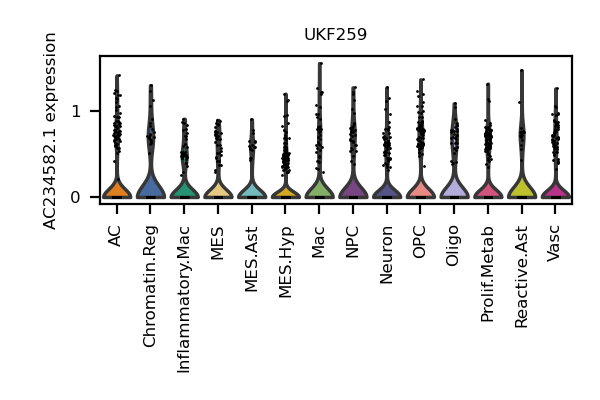 UKF259
AC234582.1 expression
1
0
AC
Chromatin.Reg
Inflammatory.Mac
MES
MES.Ast
MES.Hyp
Mac
NPC
Neuron
OPC
Oligo
Prolif.Metab
Reactive.Ast
Vasc